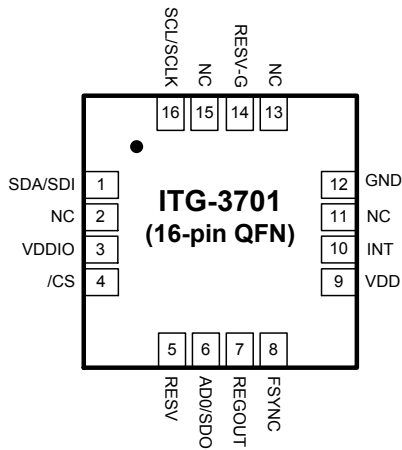 SCL/SCLK
NC
RESV-G
NC
16
15
14
13
SDA/SDI 1
NC 2
VDDIO 3
/CS 4
ITG-3701
(16-pin QFN)
12 GND
11 NC
10 INT
9 VDD
5
6
7
8
RESV
AD0/SDO
REGOUT
FSYNC